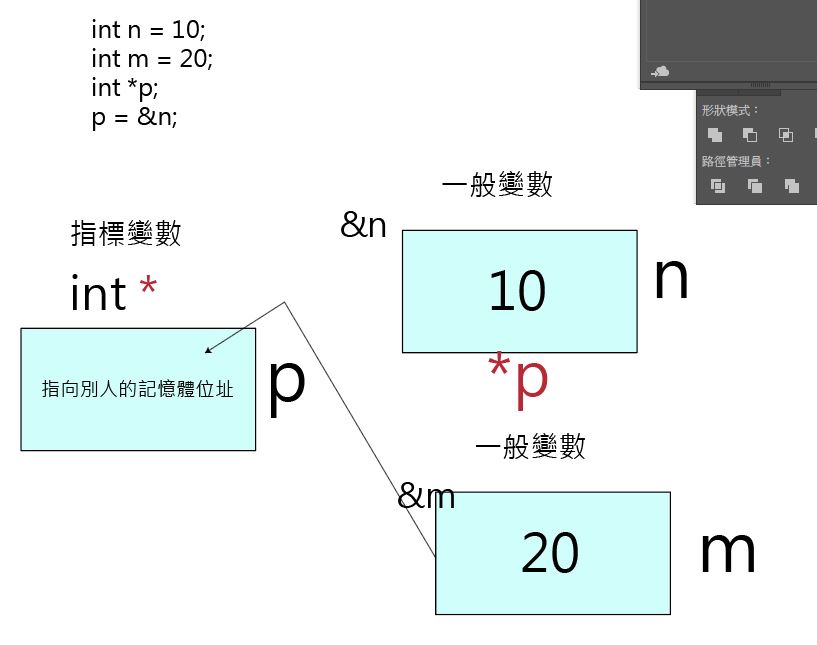 int n = 10;
int m = 20;
int *p;
p = &n;
形狀模式：
路徑管理員：
一般變數
&n
指標變數
int *
10
n
指向別人的記憶體位址
p
*p
一般變數
&m
20
m